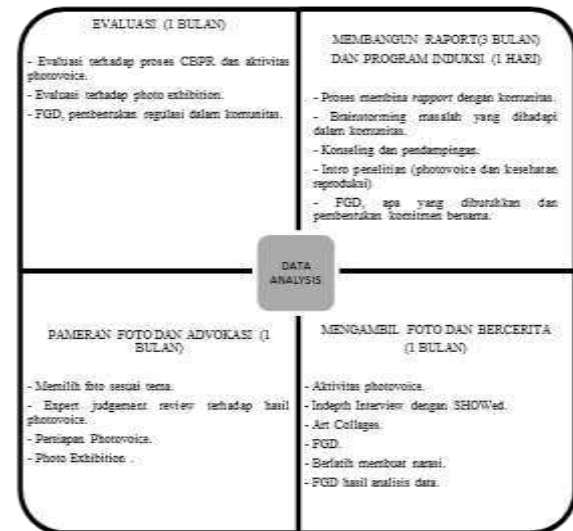 EVALUASI (1 BULAN)
- Evaluasi terhadap proses CBPR dan aktivitas
photovoice.
- Evaluasi terhadap photo exhibition.
- FGD, pembentukan regulasi dalam komunitas.
MEMBANGUN RAPORT(3 BULAN)
DAN PROGRAM INDUKSI (1 HARI)
- Proses membina rapport dengan komunitas.
- Brainstorming masalah yang dihadapi
dalam komunitas.
- Konseling dan pendampingan.
- Intro penelitian (photovoice dan kesehatan
reproduksi)
- FGD, apa yang dibutuhkan dan
pembentukan komitmen bersama.
DATA
ANALYSIS
PAMERAN FOTO DAN ADVOKASI (1
BULAN)
- Memilih foto sesuai tema.
- Expert judgement review terhadap hasil
photovoice.
- Persiapan Photovoice.
- Photo Exhibition .
MENGAMBIL FOTO DAN BERCERITA
(1 BULAN)
- Aktivitas photovoice.
- Indepth Interview dengan SHOWed.
- Art Collages.
- FGD.
- Berlatih membuat narasi.
- FGD hasil analisis data.